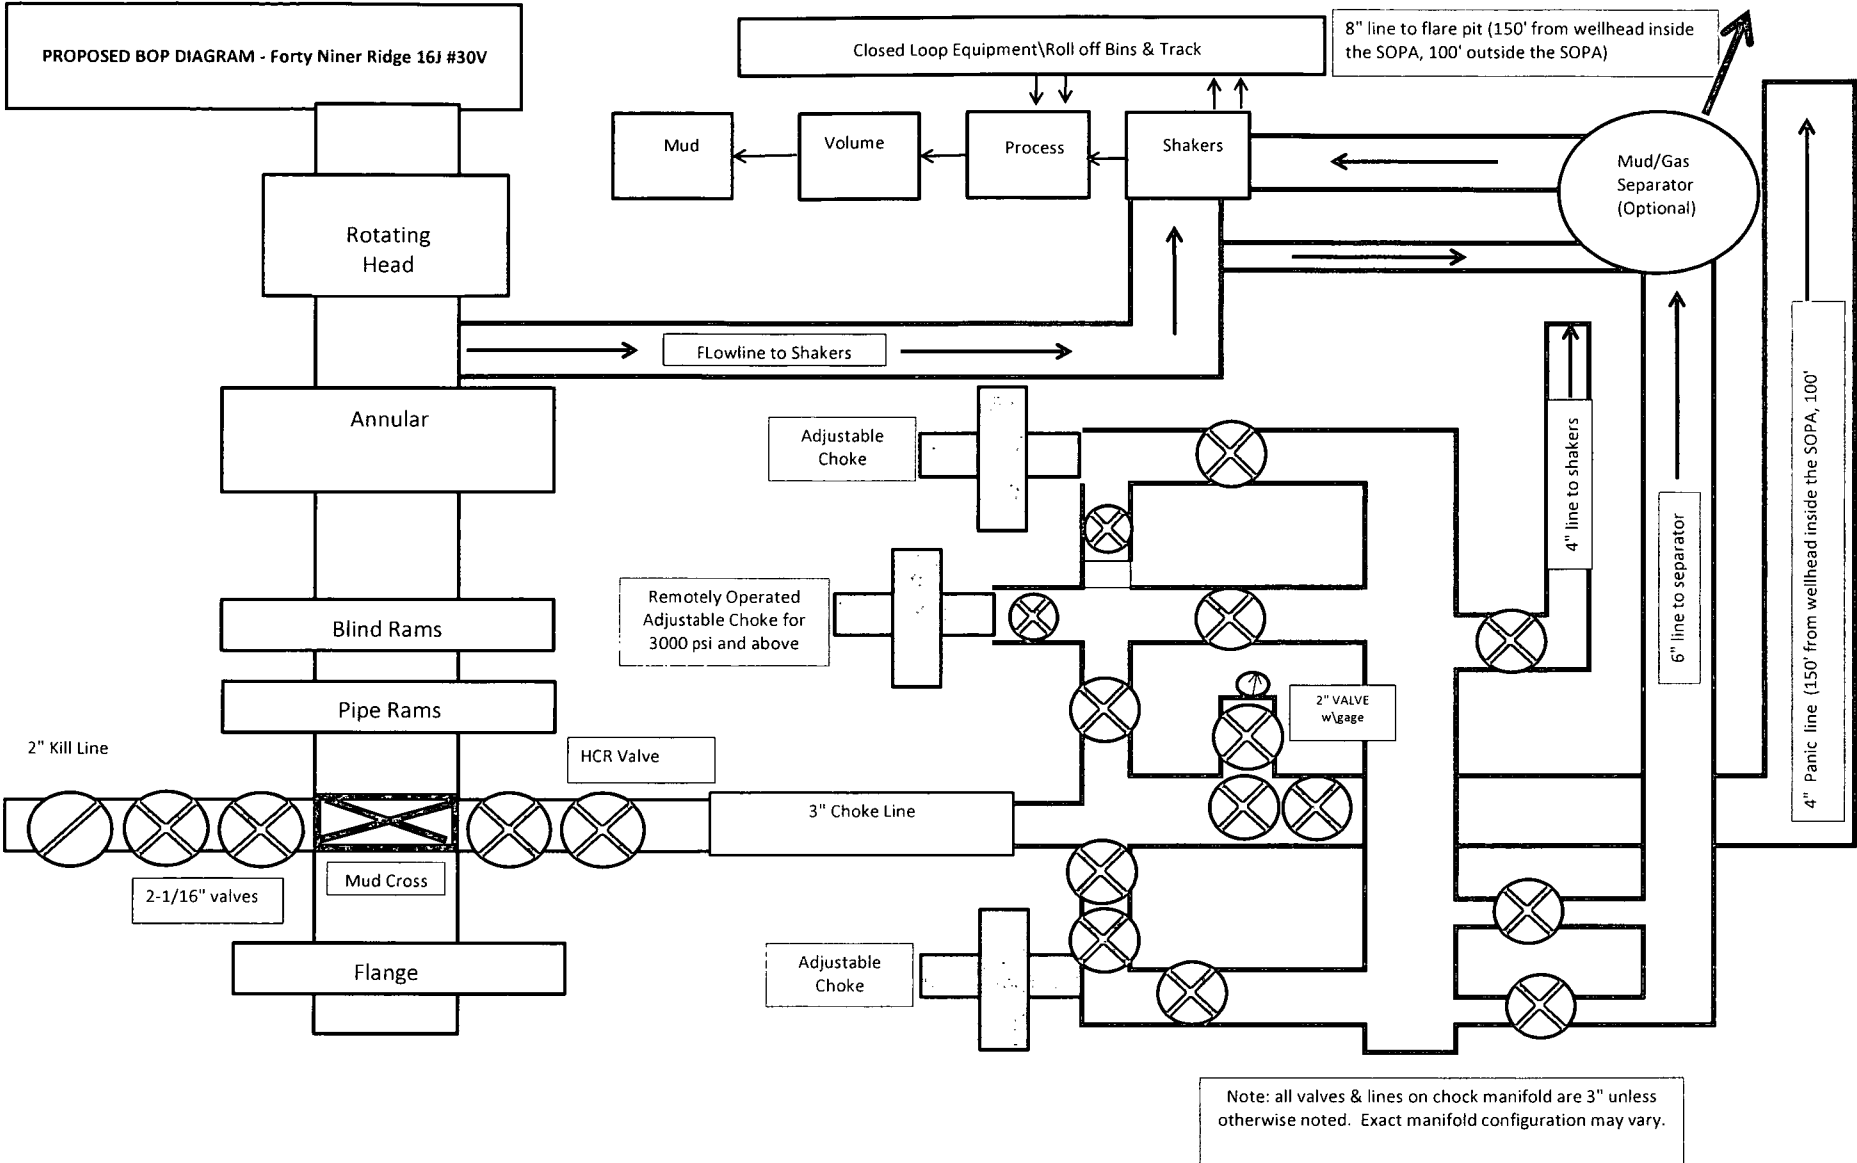 PROPOSED BOP DIAGRAM - Forty Niner Ridge 16J #30V
Closed Loop Equipment\Roll off Bins & Track
8" line to flare pit (150' from wellhead inside
the SOPA, 100' outside the SOPA)
Mud
Volume
Process
Shakers
Mud/Gas
Separator
(Optional)
Rotating
Head
FLowline to Shakers
Annular
Adjustable
Choke
4" line to shakers
6" line to separator
4" Panic line (150' from wellhead inside the SOPA, 100'
Remotely Operated
Adjustable Choke for
3000 psi and above
Blind Rams
Pipe Rams
2" VALVE
w\gage
2" Kill Line
HCR Valve
3" Choke Line
Mud Cross
2-1/16" valves
Flange
Adjustable
Choke
Note: all valves & lines on chock manifold are 3" unless
otherwise noted. Exact manifold configuration may vary.